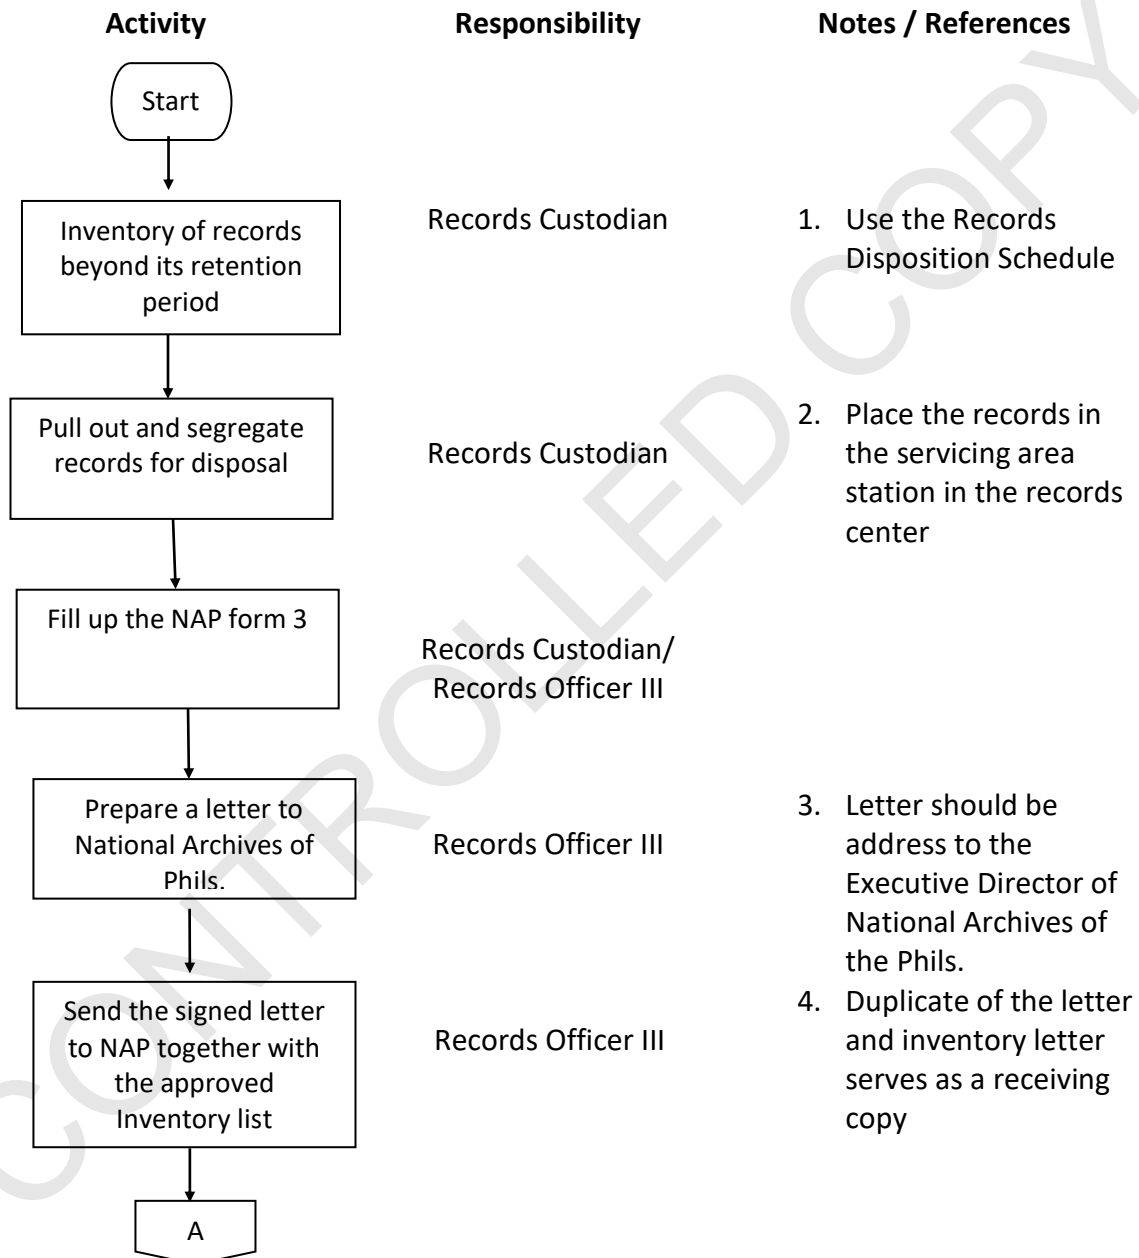 Activity
Responsibility
Notes / References
Start
Inventory of records
beyond its retention
period
Records Custodian
1. Use the Records
Disposition Schedule
Pull out and segregate
records for disposal
Records Custodian
2. Place the records in
the servicing area
station in the records
center
Fill up the NAP form 3
Records Custodian/
Records Officer III
Prepare a letter to
National Archives of
Phils.
Records Officer III
3. Letter should be
address to the
Executive Director of
National Archives of
the Phils.
Send the signed letter
to NAP together with
the approved
Inventory list
Records Officer III
4. Duplicate of the letter
and inventory letter
serves as a receiving
copy
A
CONTROLLED COPY